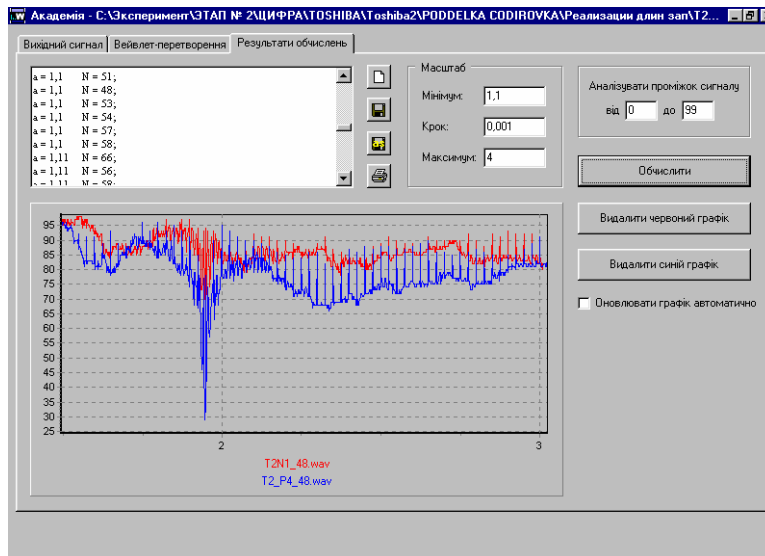 Академія - C:\Эксперимент\ЭТАП № 2\ЦИФРА\TOSHIBA\Toshiba2\PODDELKA CODIROVKA\Реализации длин зап\T2...
Вихідний сигнал
Вейвлет-перетворення
Результати обчислень
a = 1,1 N = 51;
a = 1,1 N = 48;
a = 1,1 N = 53;
a = 1,1 N = 54;
a = 1,1 N = 57;
a = 1,1 N = 58;
a = 1,11 N = 66;
a = 1,11 N = 56;
a = 1,11 N = 58;
Масштаб
Мінімум: 1,1
Крок: 0,001
Максимум: 4
Аналізувати проміжок сигналу
від 0 до 99
Обчислити
Видалити червоний графік
Видалити синій графік
Оновлювати графік автоматично
95
90
85
80
75
70
65
60
55
50
45
40
35
30
25
2 3
T2N1_48.wav
T2_P4_48.wav